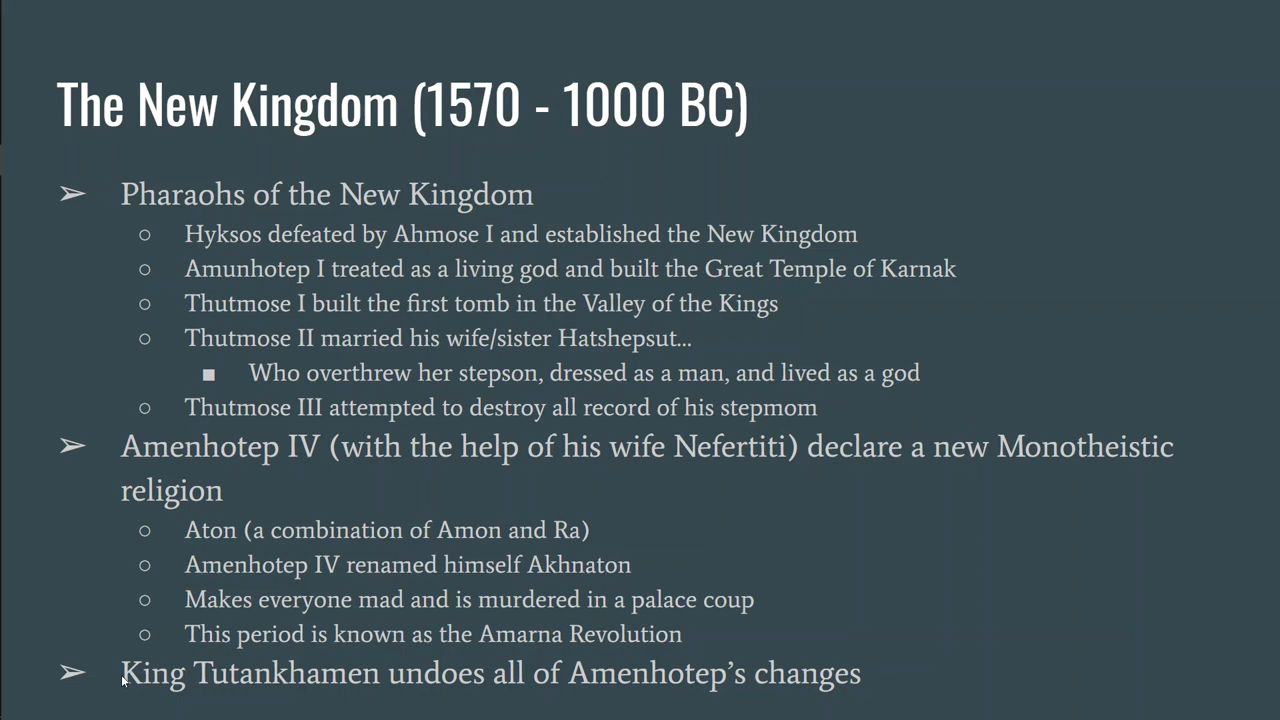 The New Kingdom (1570 - 1000 BC)
➢ Pharaohs of the New Kingdom
○ Hyksos defeated by Ahmose I and established the New Kingdom
○ Amunhotep I treated as a living god and built the Great Temple of Karnak
○ Thutmose I built the first tomb in the Valley of the Kings
○ Thutmose II married his wife/sister Hatshepsut...
■ Who overthrew her stepson, dressed as a man, and lived as a god
○ Thutmose III attempted to destroy all record of his stepmom
➢ Amenhotep IV (with the help of his wife Nefertiti) declare a new Monotheistic
religion
○ Aton (a combination of Amon and Ra)
○ Amenhotep IV renamed himself Akhnaton
○ Makes everyone mad and is murdered in a palace coup
○ This period is known as the Amarna Revolution
➢ King Tutankhamen undoes all of Amenhotep’s changes